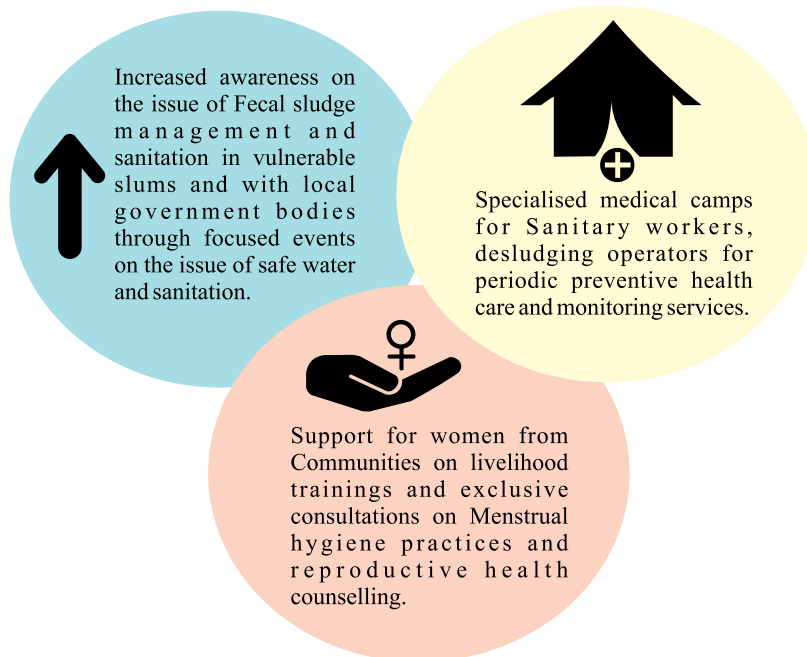 Increased awareness on
the issue of Fecal sludge
management and
sanitation in vulnerable
slums and with local
government bodies
through focused events
on the issue of safe water
and sanitation.
Specialised medical camps
for Sanitary workers,
desludging operators for
periodic preventive health
care and monitoring services.
Support for women from
Communities on livelihood
trainings and exclusive
consultations on Menstrual
hygiene practices and
reproductive health
counselling.